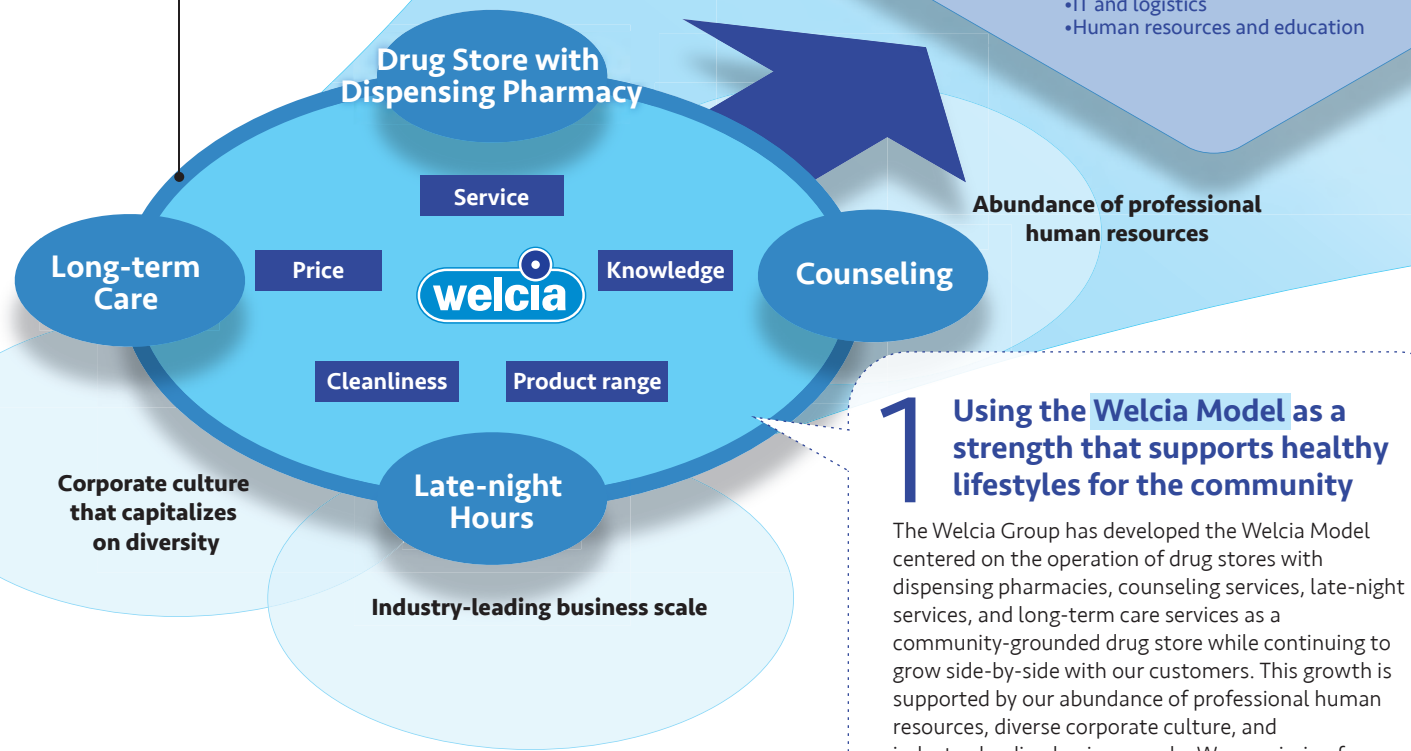 •IT and logistics
•Human resources and education
Drug Store with
Dispensing Pharmacy
Service
Abundance of professional
human resources
Long-term
Care
Price
welcia
Knowledge
Counseling
Cleanliness
Product range
Late-night
Hours
Corporate culture
that capitalizes
on diversity
Industry-leading business scale
1
Using the Welcia Model as a
strength that supports healthy
lifestyles for the community
The Welcia Group has developed the Welcia Model
centered on the operation of drug stores with
dispensing pharmacies, counseling services, late-night
services, and long-term care services as a
community-grounded drug store while continuing to
grow side-by-side with our customers. This growth is
supported by our abundance of professional human
resources, diverse corporate culture, and